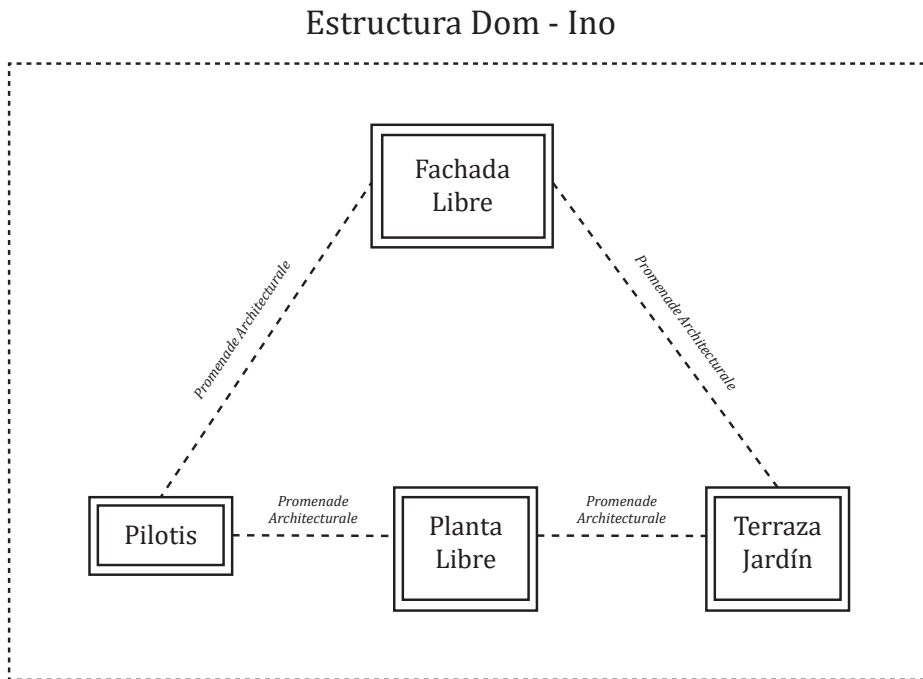 Estructura Dom - Ino
Fachada
Libre
Promenade Architecturale
Promenade Architecturale
Pilotis
Promenade
Architecturale
Planta
Libre
Promenade
Architecturale
Terraza
Jardín